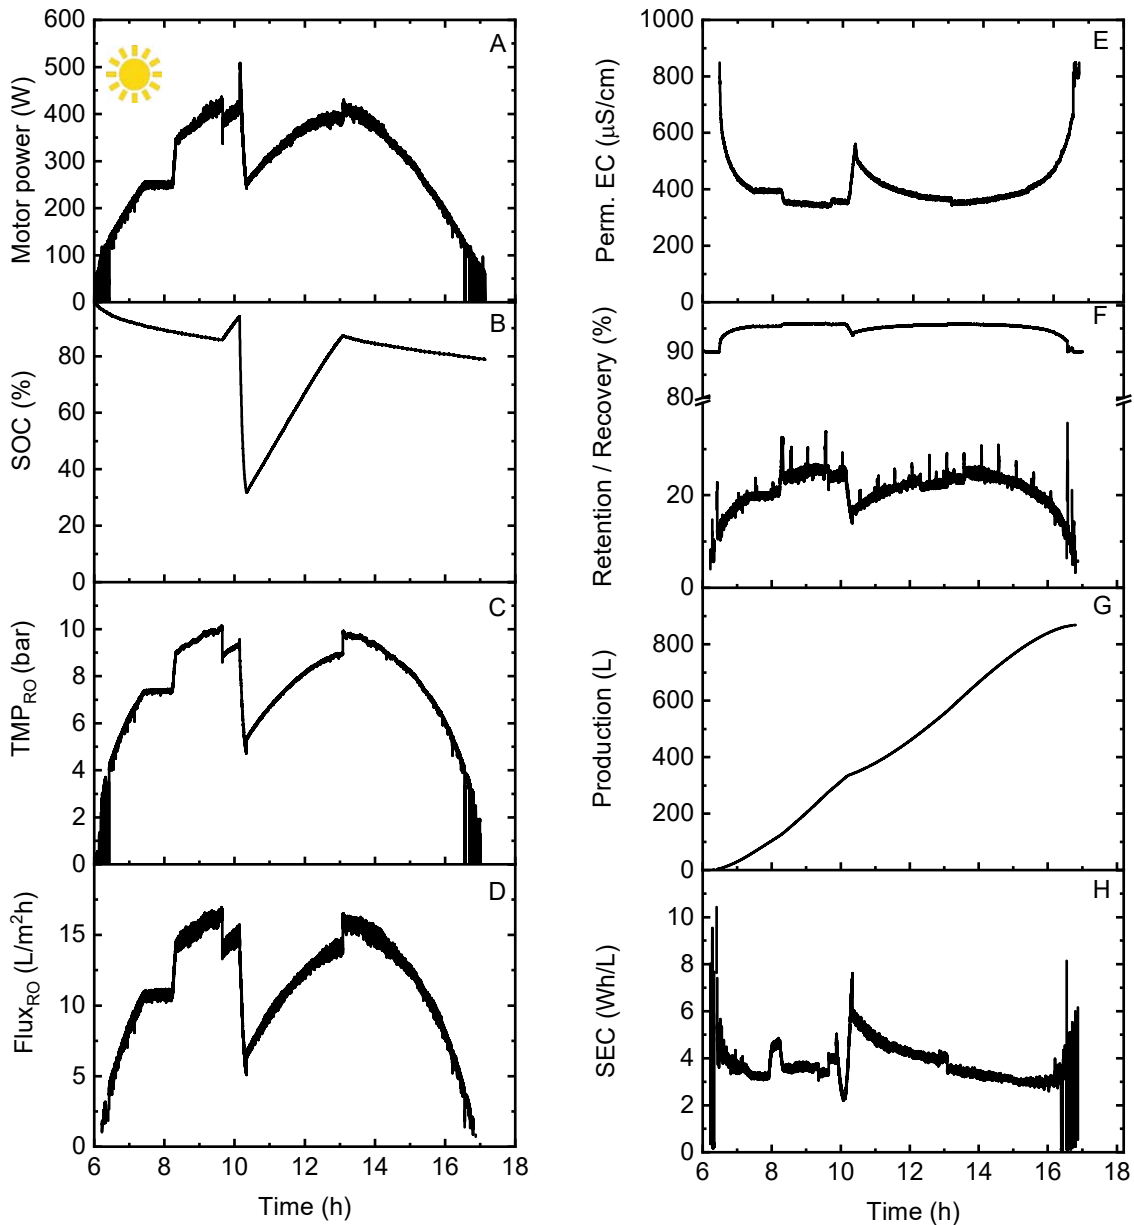 A
Motor power (W)
600
500
400
300
200
100
0
B
SOC (%)
80
60
40
20
0
C
TMP_RO (bar)
10
8
6
4
2
0
D
Flux_RO (L/m²h)
15
10
5
0
6 8 10 12 14 16 18
Time (h)
E
Perm. EC (μS/cm)
1000
800
600
400
200
0
F
Retention / Recovery (%)
90
80
20
0
G
Production (L)
800
600
400
200
0
H
SEC (Wh/L)
10
8
6
4
2
0
6 8 10 12 14 16 18
Time (h)